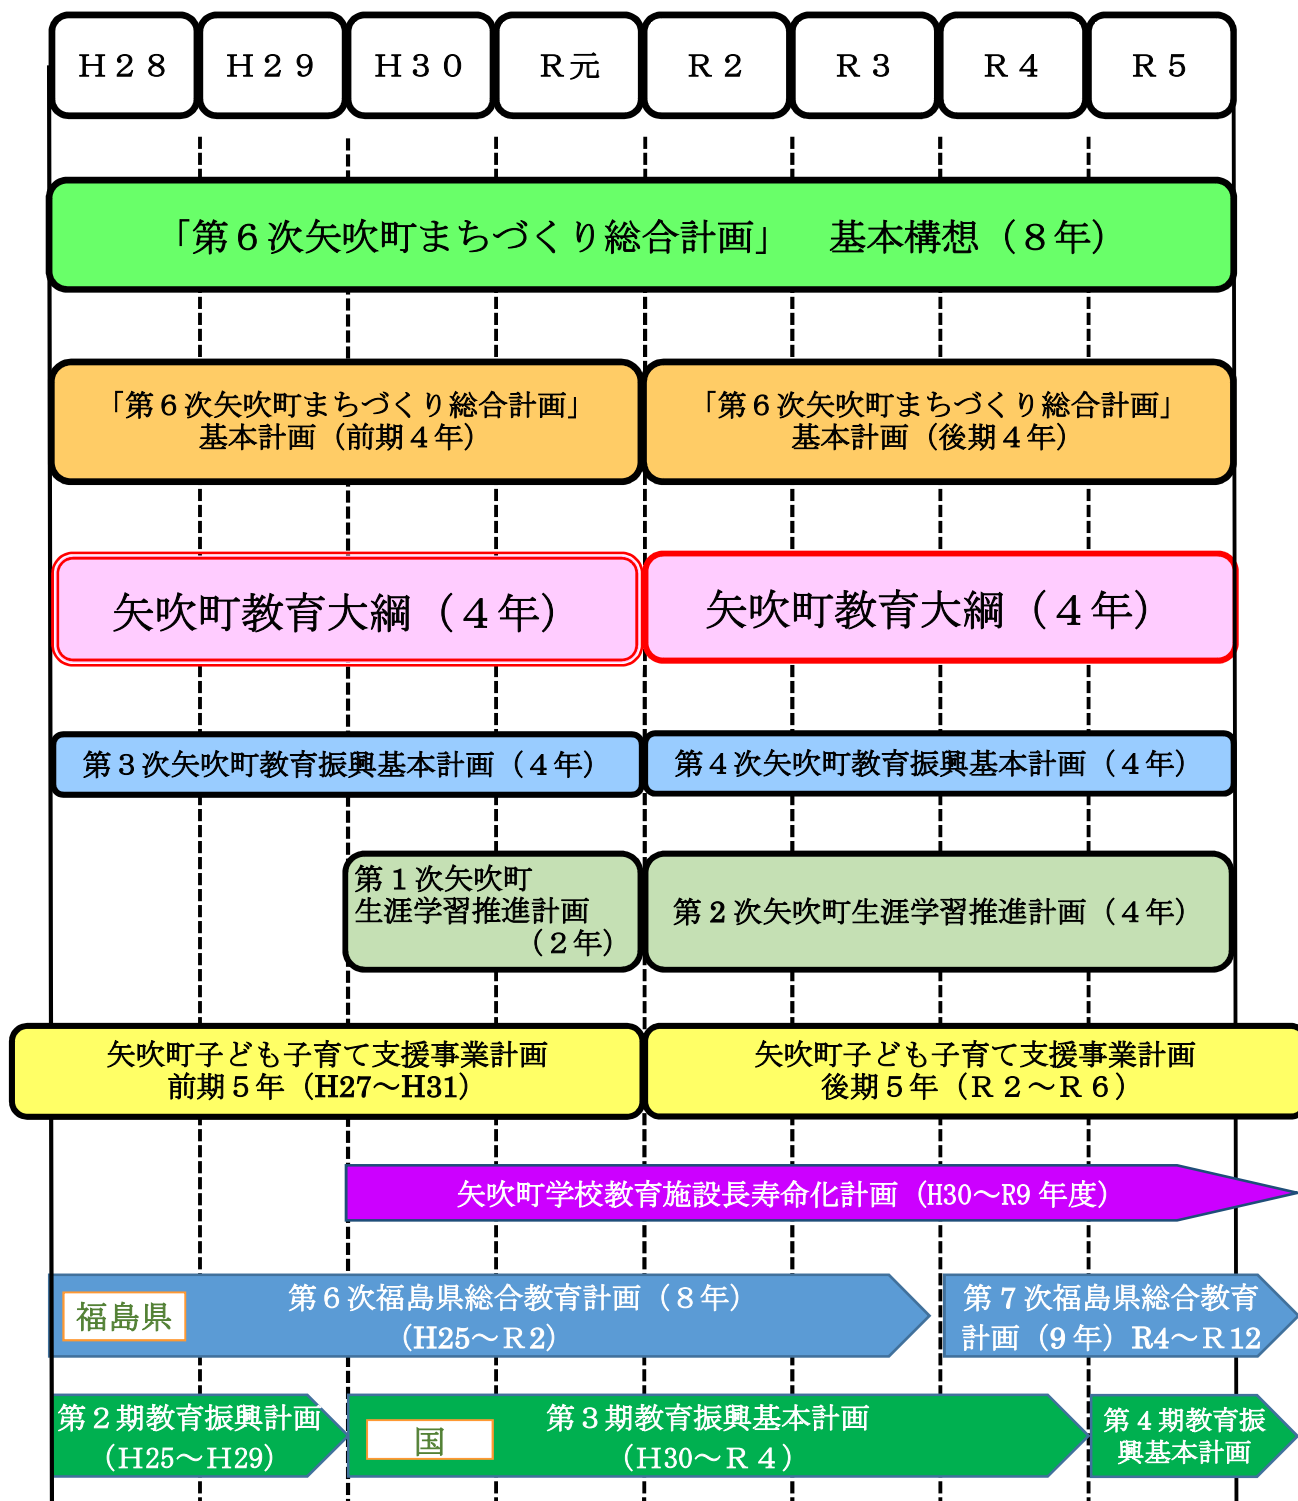 Ｈ２８
Ｈ２９
Ｈ３０
Ｒ元
Ｒ２
Ｒ３
Ｒ４
Ｒ５
「第６次矢吹町まちづくり総合計画」　基本構想（８年）
「第６次矢吹町まちづくり総合計画」
基本計画（前期４年）
「第６次矢吹町まちづくり総合計画」
基本計画（後期４年）
矢吹町教育大綱（４年）
矢吹町教育大綱（４年）
第３次矢吹町教育振興基本計画（４年）
第４次矢吹町教育振興基本計画（４年）
第１次矢吹町
生涯学習推進計画
（２年）
第２次矢吹町生涯学習推進計画（４年）
矢吹町子ども子育て支援事業計画
前期５年（H27～H31）
矢吹町子ども子育て支援事業計画
後期５年（Ｒ２～Ｒ６）
矢吹町学校教育施設長寿命化計画（H30～R9 年度）
福島県
第６次福島県総合教育計画（８年）
（H25～Ｒ2）
第７次福島県総合教育
計画（9 年）R4～Ｒ12
第２期教育振興計画
（Ｈ25～Ｈ29）
国
第３期教育振興基本計画
（Ｈ30～Ｒ４）
第４期教育振
興基本計画